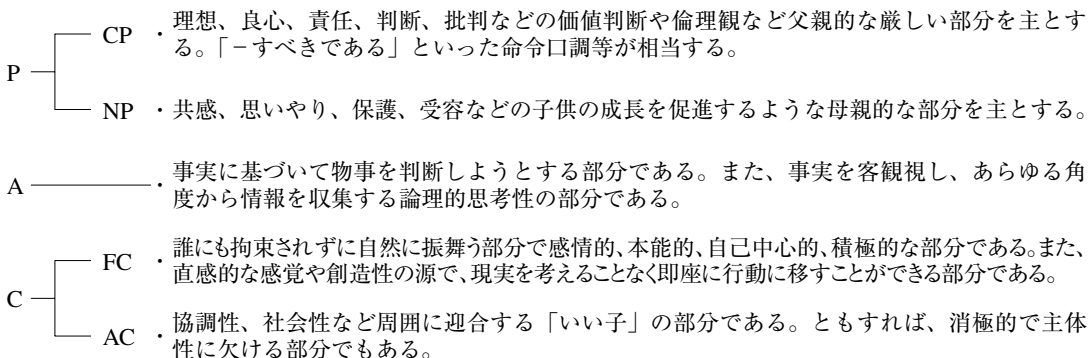 CP ・理想、良心、責任、判断、批判などの価値判断や倫理観など父親的な厳しい部分を主とす
る。「−すべきである」といった命令口調等が相当する。
P
NP ・共感、思いやり、保護、受容などの子供の成長を促進するような母親的な部分を主とする。
A ・事実に基づいて物事を判断しようとする部分である。また、事実を客観視し、あらゆる角
度から情報を収集する論理的思考性の部分である。
FC ・誰にも拘束されずに自然に振舞う部分で感情的、本能的、自己中心的、積極的な部分である。また、
直感的な感覚や創造性の源で、現実を考えることなく即座に行動に移すことができる部分である。
C
AC ・協調性、社会性など周囲に迎合する「いい子」の部分である。ともすれば、消極的で主体
性に欠ける部分でもある。